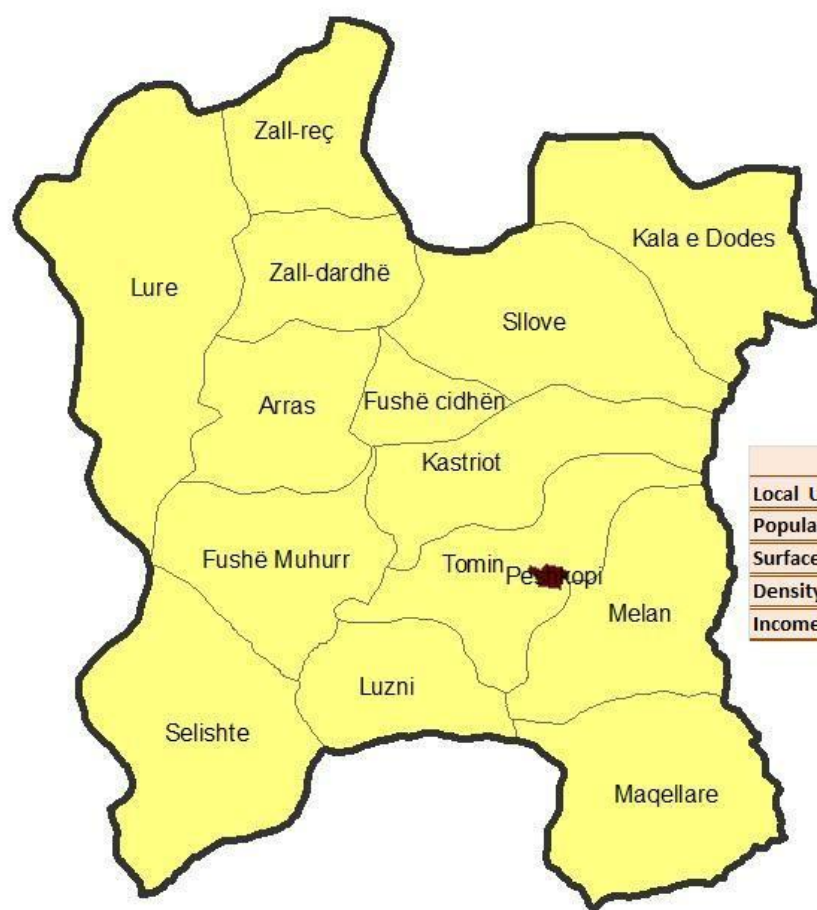 Zall-reç
Kala e Dodes
Zall-dardhë
Lure
Sllove
Arras
Fushë cidhën
Kastriot
Local
Surface
Density
Income
Fushë Muhurr
Tomin
Peshkopi
Melan
Luzni
Selishte
Maqellare